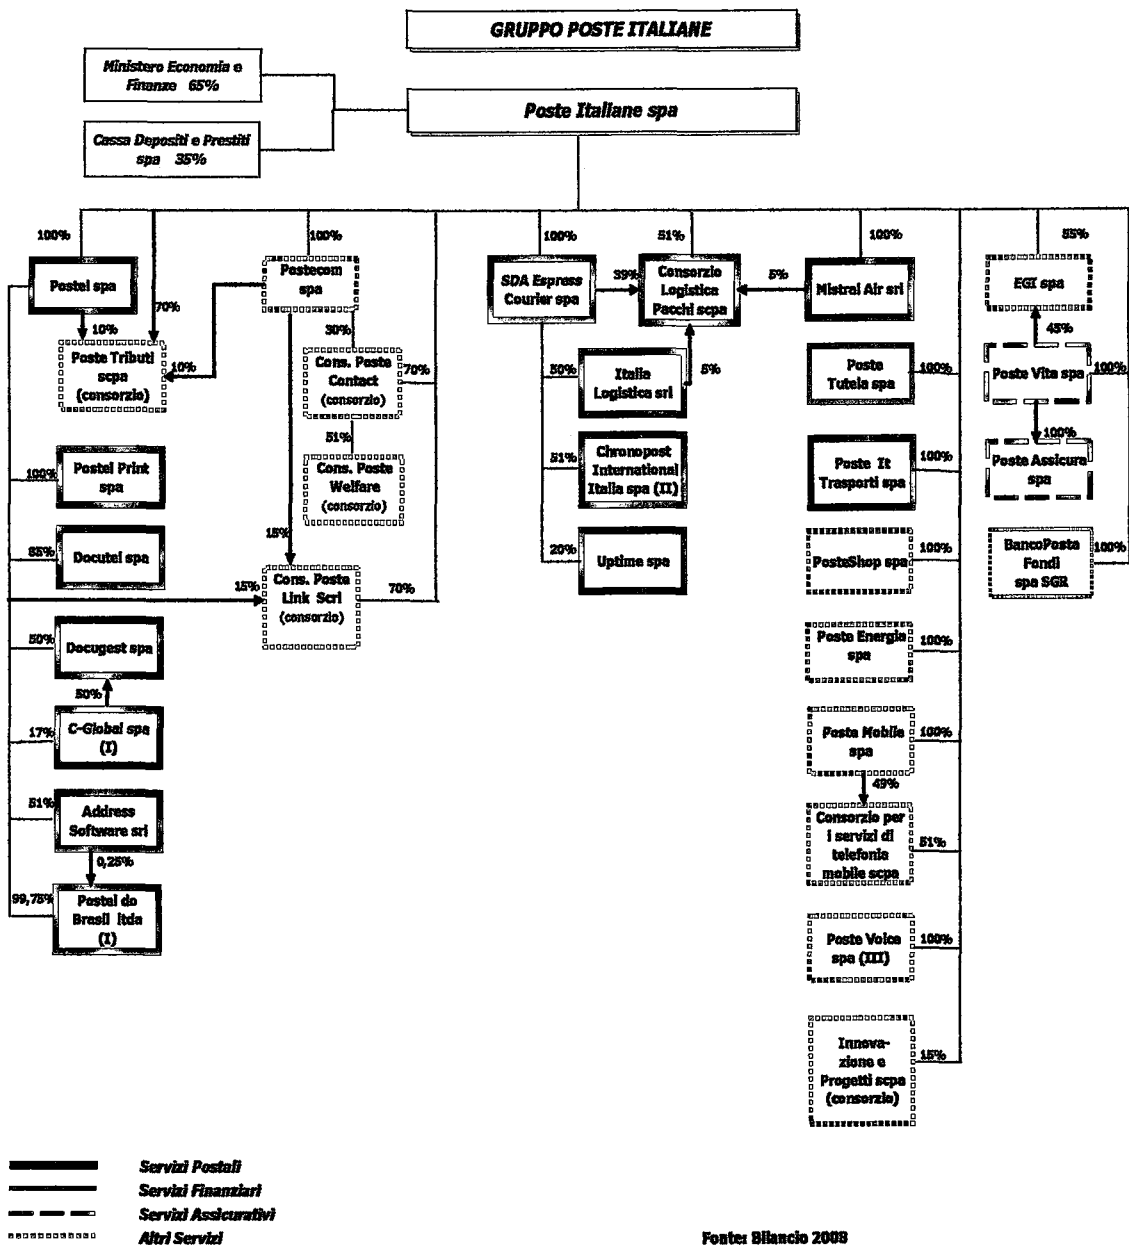 GRUPPO POSTE ITALIANE
Ministero Economia e
Finanze 65%
Poste Italiane spa
Cassa Depositi e Prestiti
spa 35%
100%
70%
100%
100%
51%
100%
55%
Postel spa
10%
Poste Tributi
scpa
(consorzio)
10%
Postecom
spa
30%
Cons. Poste
Contact
(consorzio)
70%
51%
Cons. Poste
Welfare
(consorzio)
15%
15%
Cons. Poste
Link Scrl
(consorzio)
70%
100%
Postel Print
spa
85%
Docutel spa
50%
Docugest spa
50%
17%
C-Global spa
(I)
51%
Address
Software srl
0,25%
99,75%
Postel do
Brasil ltda
(I)
SDA Express
Courier spa
39%
Consorzio
Logistica
Pacchi scpa
5%
Mistral Air srl
50%
Italia
Logistica srl
5%
51%
Chronopost
International
Italia spa (II)
20%
Uptime spa
Poste
Tutela spa
100%
Poste It
Trasporti spa
100%
PosteShop spa
100%
Poste Energia
spa
100%
Poste Mobile
spa
100%
49%
Consorzio per
i servizi di
telefonia
mobile scpa
51%
Poste Voice
spa (III)
100%
Innova-
zione e
Progetti scpa
(consorzio)
15%
EGI spa
45%
Poste Vita spa
100%
100%
Poste Assicura
spa
BancoPosta
Fondi
spa SGR
100%
Servizi Postali
Servizi Finanziari
Servizi Assicurativi
Altri Servizi
Fonte: Bilancio 2008